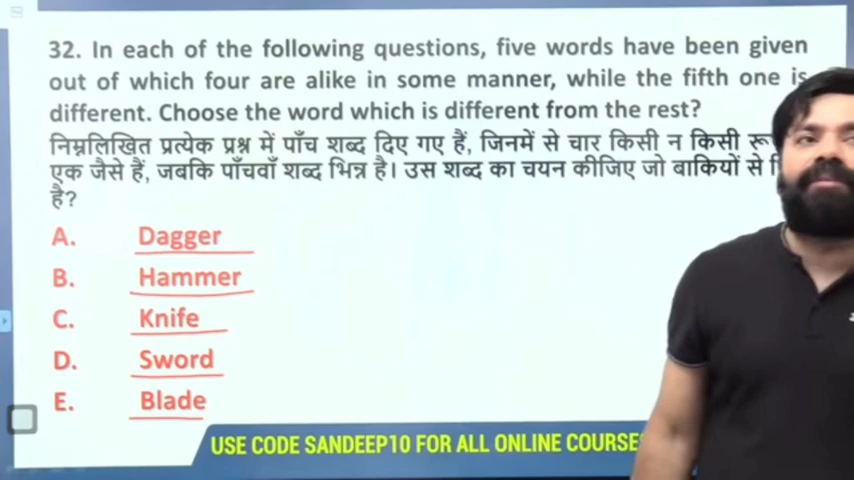 32. In each of the following questions, five words have been given
out of which four are alike in some manner, while the fifth one is
different. Choose the word which is different from the rest?
निम्नलिखित प्रत्येक प्रश्न में पाँच शब्द दिए गए हैं, जिनमें से चार किसी न किसी
एक जैसे हैं, जबकि पाँचवाँ शब्द भिन्न है। उस शब्द का चयन कीजिए जो बाकियों से
है?
A. Dagger
B. Hammer
C. Knife
D. Sword
E. Blade
USE CODE SANDEEP10 FOR ALL ONLINE COURSES